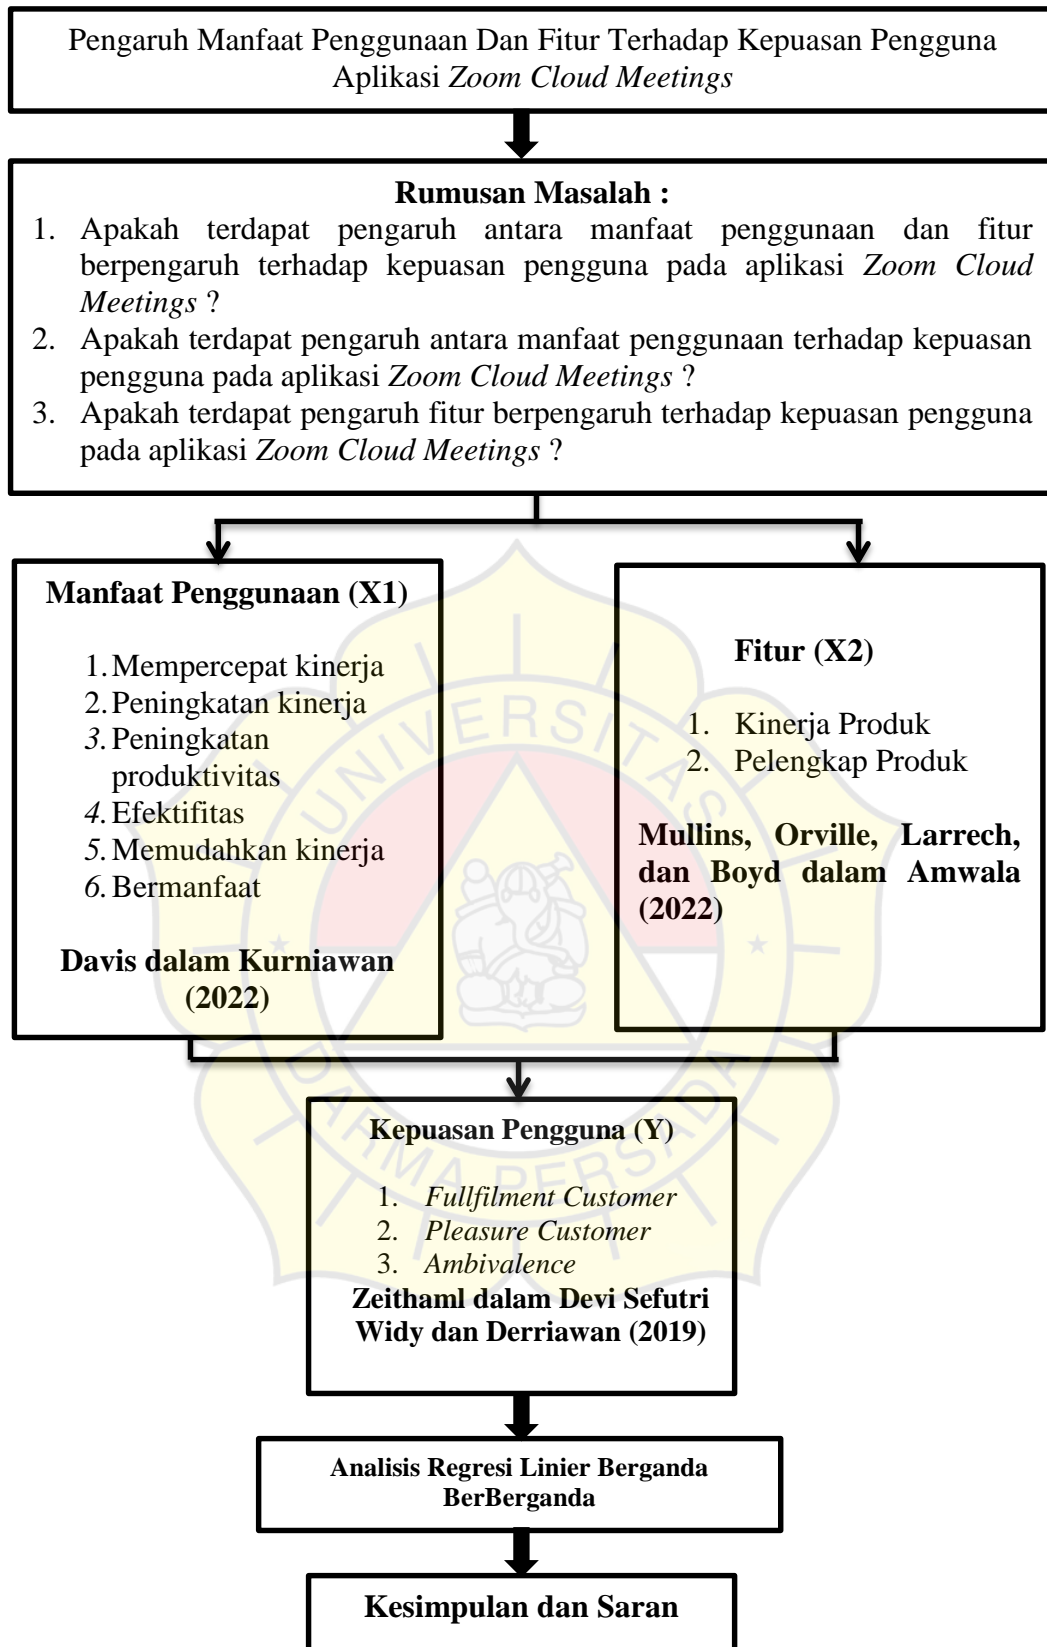 Pengaruh Manfaat Penggunaan Dan Fitur Terhadap Kepuasan Pengguna
Aplikasi Zoom Cloud Meetings
Rumusan Masalah :
1. Apakah terdapat pengaruh antara manfaat penggunaan dan fitur
berpengaruh terhadap kepuasan pengguna pada aplikasi Zoom Cloud
Meetings ?
2. Apakah terdapat pengaruh antara manfaat penggunaan terhadap kepuasan
pengguna pada aplikasi Zoom Cloud Meetings ?
3. Apakah terdapat pengaruh fitur berpengaruh terhadap kepuasan pengguna
pada aplikasi Zoom Cloud Meetings ?
Manfaat Penggunaan (X1)
1. Mempercepat kinerja
2. Peningkatan kinerja
3. Peningkatan
produktivitas
4. Efektifitas
5. Memudahkan kinerja
6. Bermanfaat
Davis dalam Kurniawan
(2022)
Fitur (X2)
1. Kinerja Produk
2. Pelengkap Produk
Mullins, Orville, Larrech,
dan Boyd dalam Amwala
(2022)
UNIVERSITAS
DARMA PERSADA
Kepuasan Pengguna (Y)
1. Fullfilment Customer
2. Pleasure Customer
3. Ambivalence
Zeithaml dalam Devi Sefutri
Widy dan Derriawan (2019)
Analisis Regresi Linier Berganda
BerBerganda
Kesimpulan dan Saran